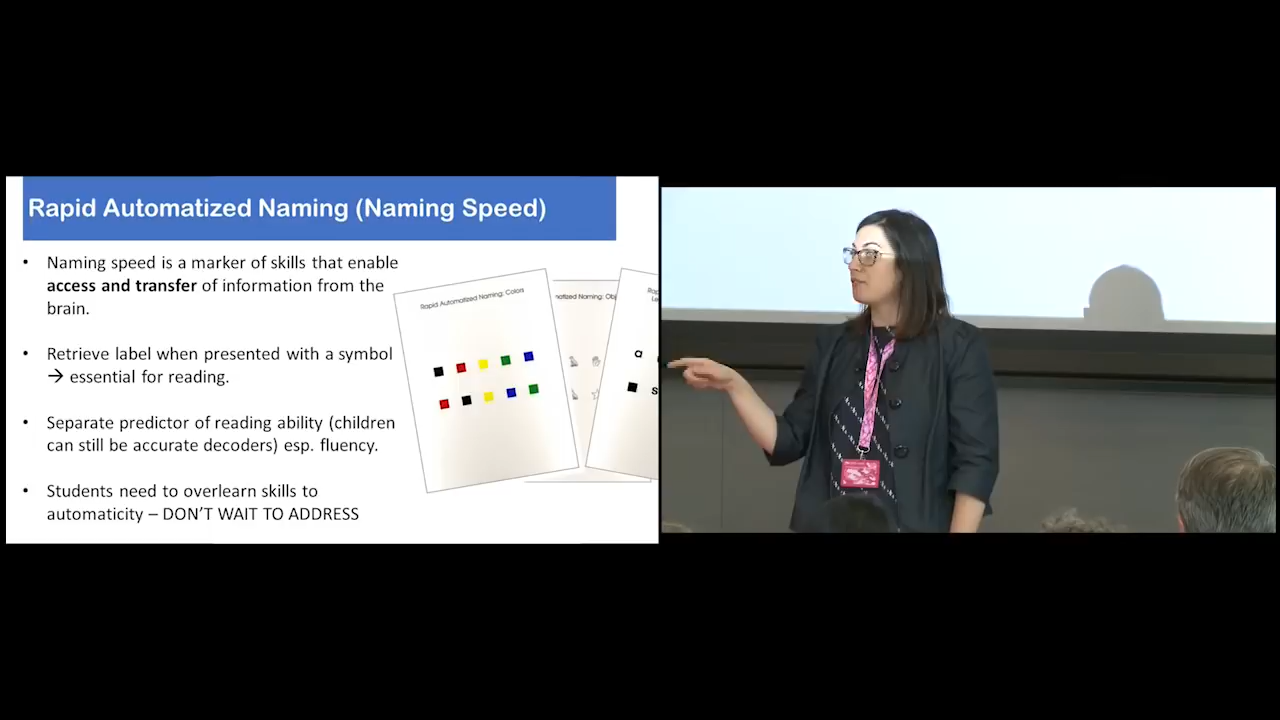 Rapid Automatized Naming (Naming Speed)
• Naming speed is a marker of skills that enable
access and transfer of information from the
brain.
• Retrieve label when presented with a symbol
→ essential for reading.
• Separate predictor of reading ability (children
can still be accurate decoders) esp. fluency.
• Students need to overlearn skills to
automaticity – DON'T WAIT TO ADDRESS
Rapid Automatized Naming: Colors
a
s